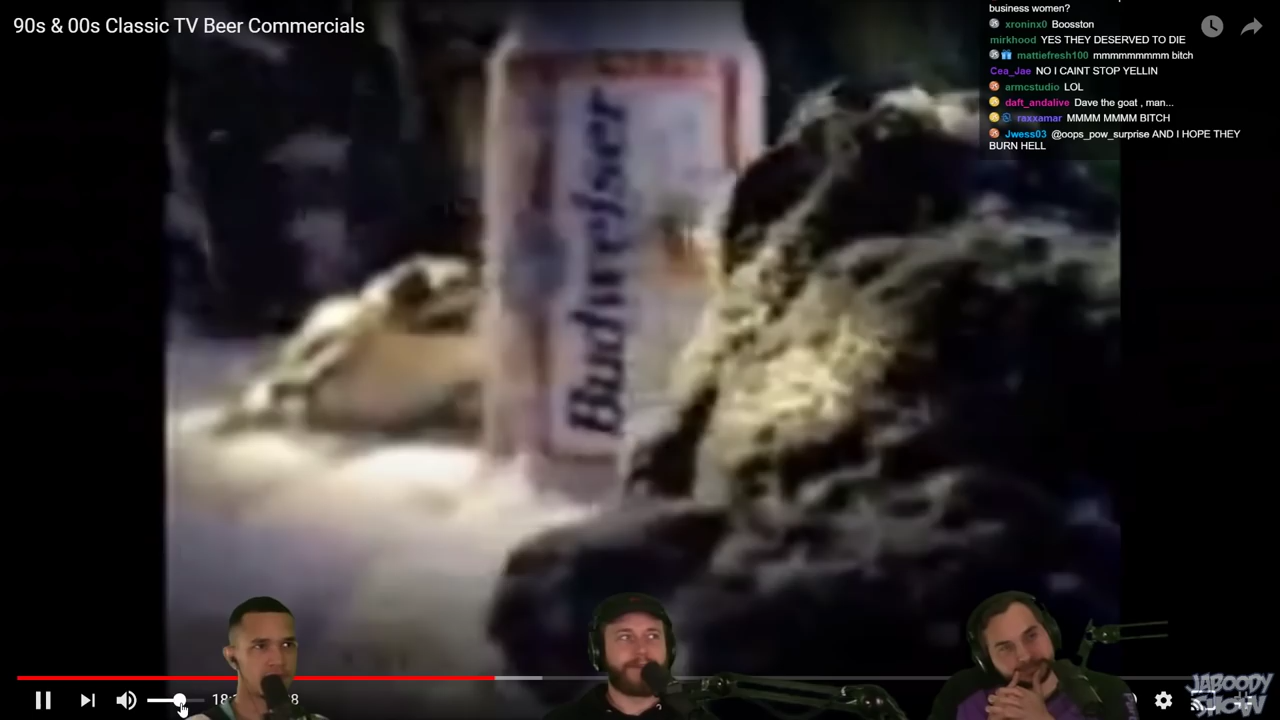 90s & 00s Classic TV Beer Commercials
business women?
xroninx0 Boosston
mirkhood YES THEY DESERVED TO DIE
mattiefresh100 mmmmmmmmm bitch
Cea_Jae NO I CAINT STOP YELLIN
armcstudio LOL
daft_andalive Dave the goat , man...
raxxamar MMMM MMMM BITCH
Jwess03 @oops_pow_surprise AND I HOPE THEY
BURN HELL
Budweiser
JABOODY
SHOW